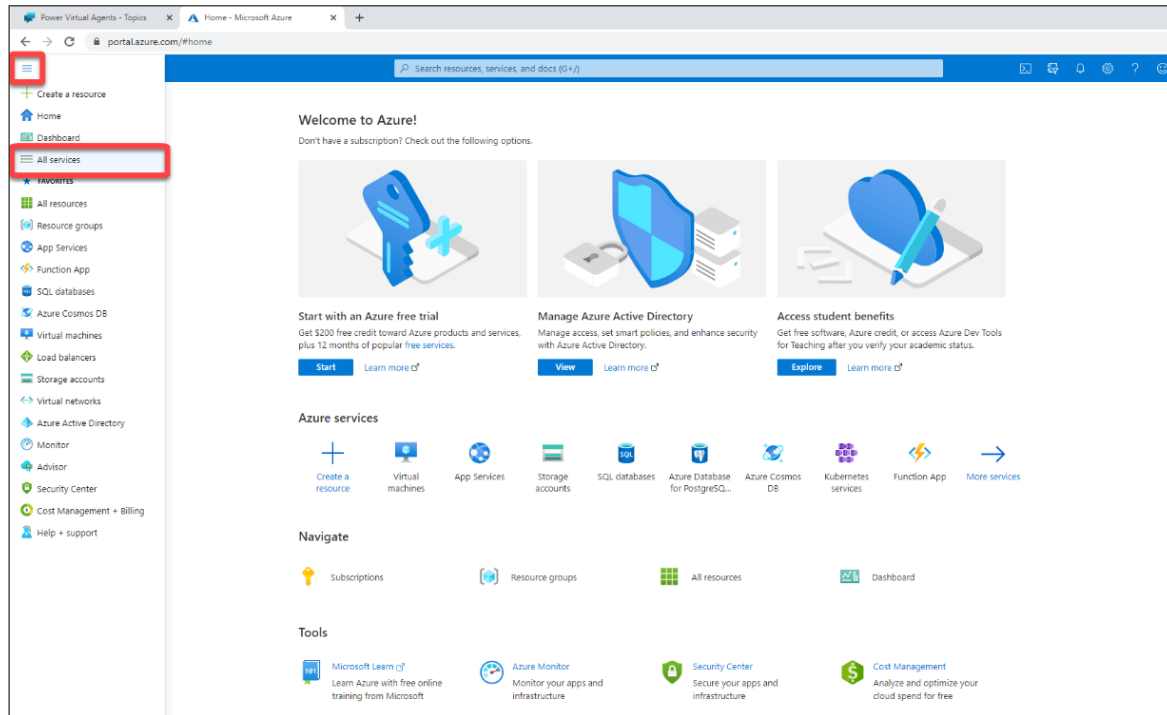 Power Virtual Agents - Topics
Home - Microsoft Azure
portal.azure.com/#home
Search resources, services, and docs (G+/)
Create a resource
Home
Dashboard
All services
FAVORITES
All resources
Resource groups
App Services
Function App
SQL databases
Azure Cosmos DB
Virtual machines
Load balancers
Storage accounts
Virtual networks
Azure Active Directory
Monitor
Advisor
Security Center
Cost Management + Billing
Help + support
Welcome to Azure!
Don't have a subscription? Check out the following options.
Start with an Azure free trial
Get $200 free credit toward Azure products and services,
plus 12 months of popular free services.
Start Learn more
Manage Azure Active Directory
Manage access, set smart policies, and enhance security
with Azure Active Directory.
View Learn more
Access student benefits
Get free software, Azure credit, or access Azure Dev Tools
for Teaching after you verify your academic status.
Explore Learn more
Azure services
Create a
resource
Virtual
machines
App Services
Storage
accounts
SQL
SQL databases
Azure Database
for PostgreSQ...
Azure Cosmos
DB
Kubernetes
services
Function App
More services
Navigate
Subscriptions
Resource groups
All resources
Dashboard
Tools
101
Microsoft Learn
Learn Azure with free online
training from Microsoft
Azure Monitor
Monitor your apps and
infrastructure
Security Center
Secure your apps and
infrastructure
Cost Management
Analyze and optimize your
cloud spend for free